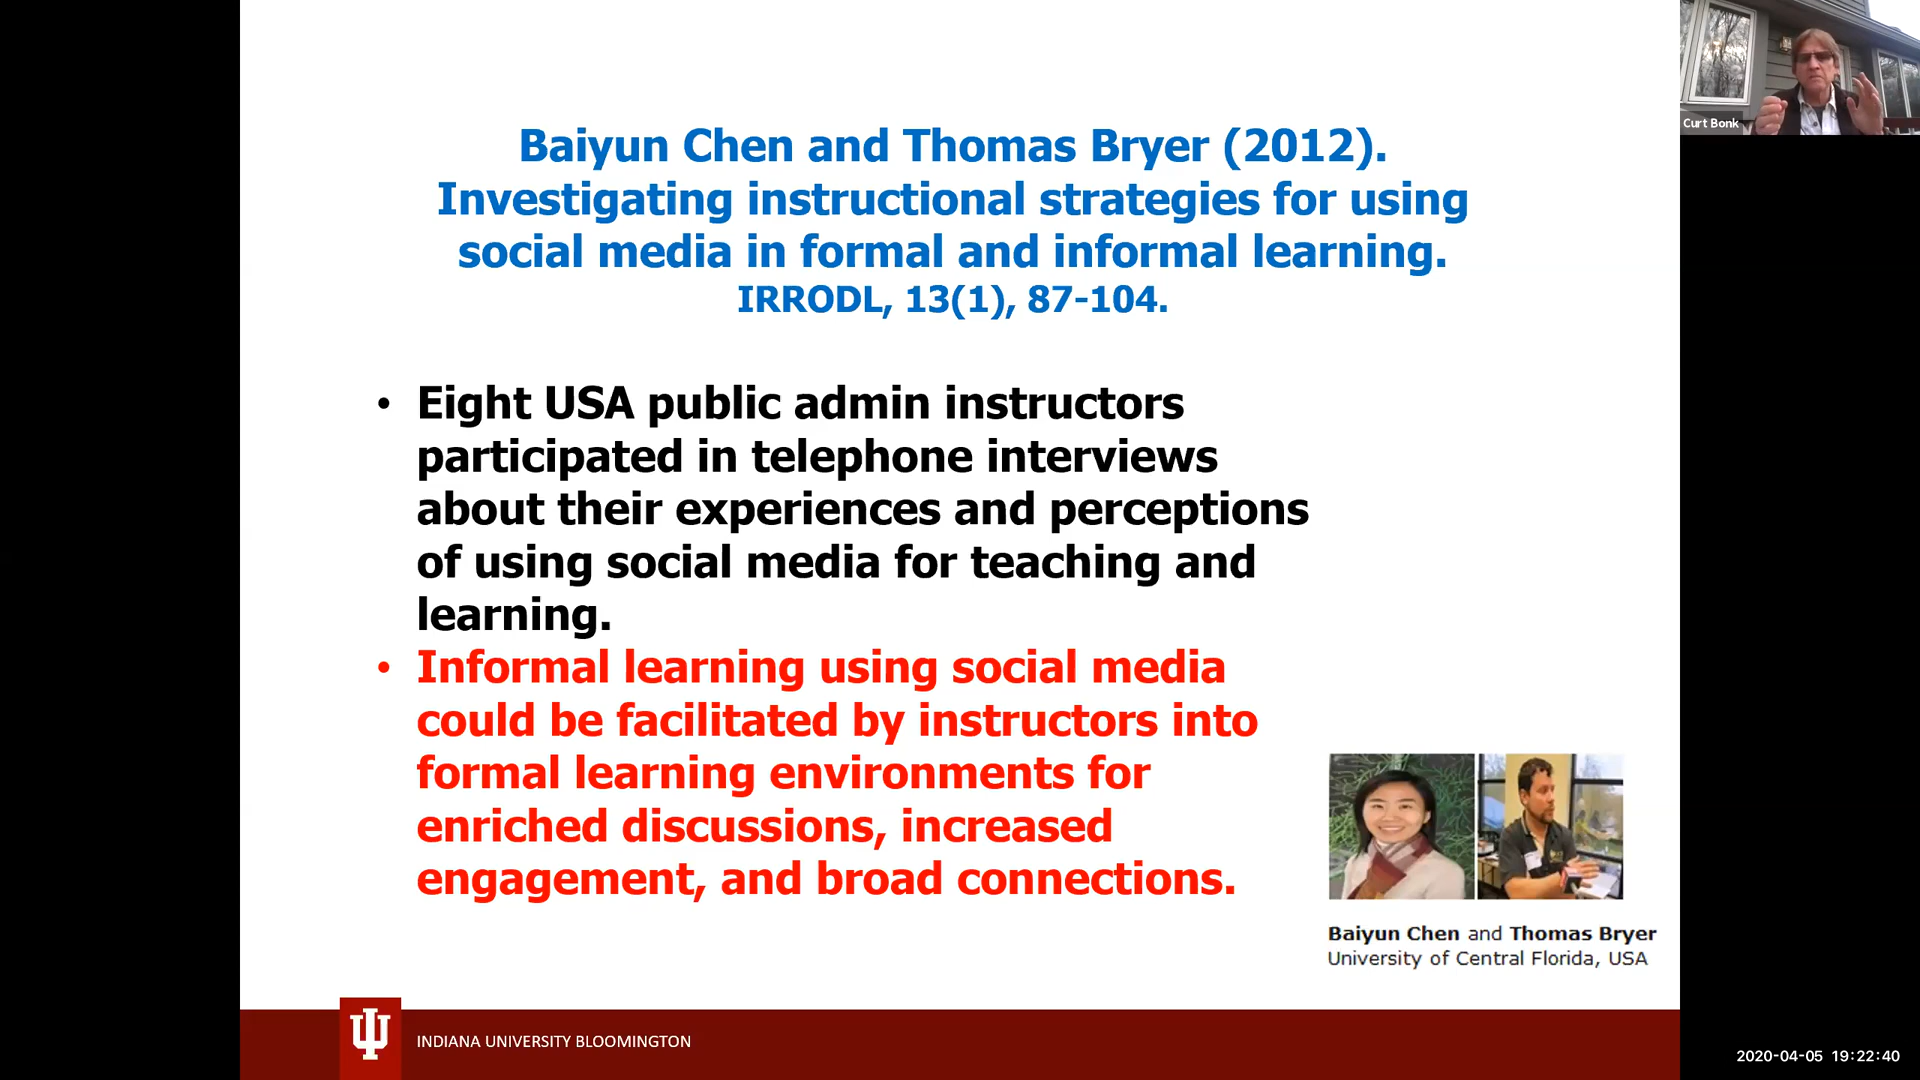 Curt Bonk
Baiyun Chen and Thomas Bryer (2012).
Investigating instructional strategies for using
social media in formal and informal learning.
IRRODL, 13(1), 87-104.
• Eight USA public admin instructors
participated in telephone interviews
about their experiences and perceptions
of using social media for teaching and
learning.
• Informal learning using social media
could be facilitated by instructors into
formal learning environments for
enriched discussions, increased
engagement, and broad connections.
Baiyun Chen and Thomas Bryer
University of Central Florida, USA
INDIANA UNIVERSITY BLOOMINGTON
2020-04-05 19:22:40